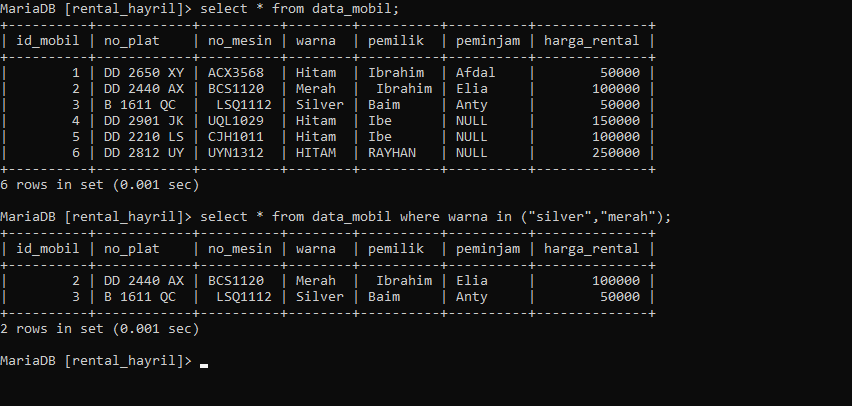 MariaDB [rental_hayril]> select * from data_mobil;
+----------+------------+----------+--------+----------+----------+--------------+
| id_mobil | no_plat    | no_mesin | warna  | pemilik  | peminjam | harga_rental |
+----------+------------+----------+--------+----------+----------+--------------+
|        1 | DD 2650 XY | ACX3568  | Hitam  | Ibrahim  | Afdal    |        50000 |
|        2 | DD 2440 AX | BCS1120  | Merah  |  Ibrahim | Elia     |       100000 |
|        3 | B 1611 QC  |  LSQ1112 | Silver | Baim     | Anty     |        50000 |
|        4 | DD 2901 JK | UQL1029  | Hitam  | Ibe      | NULL     |       150000 |
|        5 | DD 2210 LS | CJH1011  | Hitam  | Ibe      | NULL     |       100000 |
|        6 | DD 2812 UY | UYN1312  | HITAM  | RAYHAN   | NULL     |       250000 |
+----------+------------+----------+--------+----------+----------+--------------+
6 rows in set (0.001 sec)
MariaDB [rental_hayril]> select * from data_mobil where warna in ("silver","merah");
+----------+------------+----------+--------+----------+----------+--------------+
| id_mobil | no_plat    | no_mesin | warna  | pemilik  | peminjam | harga_rental |
+----------+------------+----------+--------+----------+----------+--------------+
|        2 | DD 2440 AX | BCS1120  | Merah  |  Ibrahim | Elia     |       100000 |
|        3 | B 1611 QC  |  LSQ1112 | Silver | Baim     | Anty     |        50000 |
+----------+------------+----------+--------+----------+----------+--------------+
2 rows in set (0.001 sec)
MariaDB [rental_hayril]>